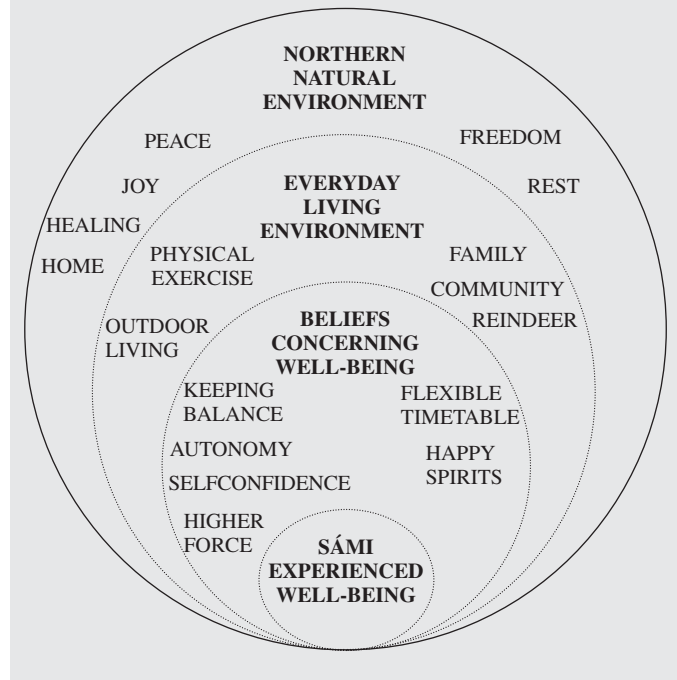 NORTHERN
NATURAL
ENVIRONMENT
PEACE
FREEDOM
JOY
REST
HEALING
HOME
EVERYDAY
LIVING
ENVIRONMENT
PHYSICAL
EXERCISE
FAMILY
COMMUNITY
REINDEER
OUTDOOR
LIVING
BELIEFS
CONCERNING
WELL-BEING
KEEPING
BALANCE
FLEXIBLE
TIMETABLE
AUTONOMY
HAPPY
SPIRITS
SELFCONFIDENCE
HIGHER
FORCE
SÁMI
EXPERIENCED
WELL-BEING